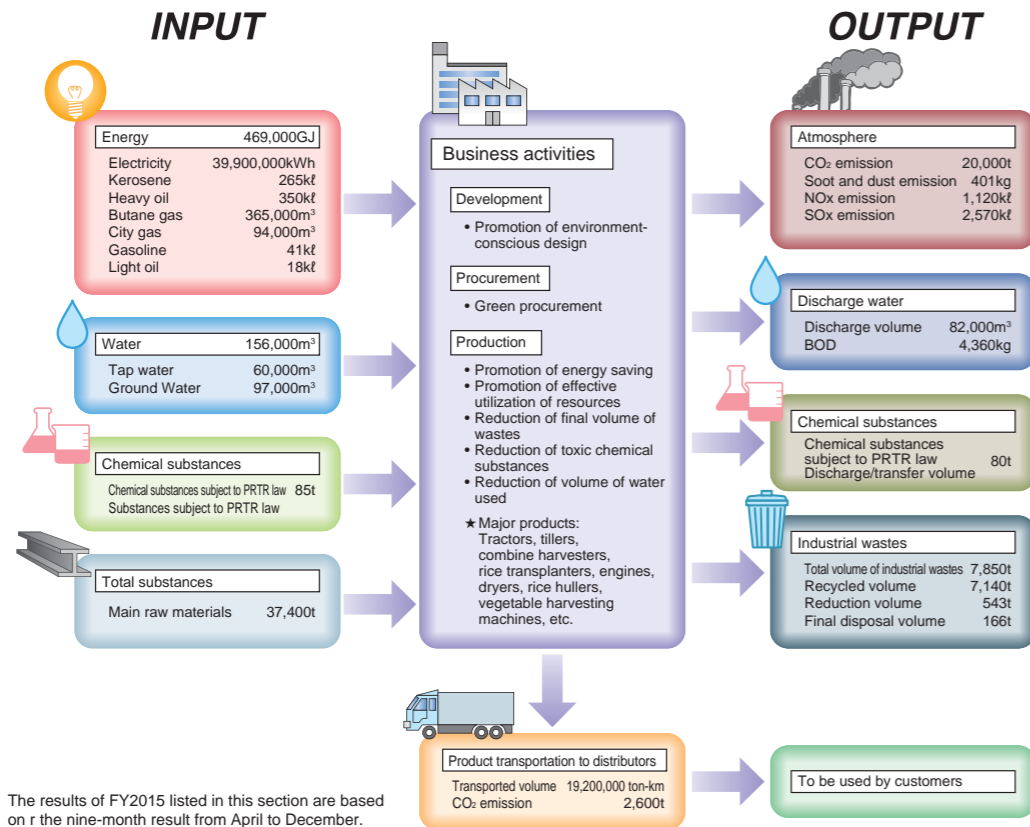 INPUT
OUTPUT
Energy 469,000GJ
Electricity 39,900,000kWh
Kerosene 265kℓ
Heavy oil 350kℓ
Butane gas 365,000m³
City gas 94,000m³
Gasoline 41kℓ
Light oil 18kℓ
Water 156,000m³
Tap water 60,000m³
Ground Water 97,000m³
Chemical substances
Chemical substances subject to PRTR law 85t
Substances subject to PRTR law
Total substances
Main raw materials 37,400t
Business activities
Development
• Promotion of environment-
conscious design
Procurement
• Green procurement
Production
• Promotion of energy saving
• Promotion of effective
utilization of resources
• Reduction of final volume of
wastes
• Reduction of toxic chemical
substances
• Reduction of volume of water
used
★ Major products:
Tractors, tillers,
combine harvesters,
rice transplanters, engines,
dryers, rice hullers,
vegetable harvesting
machines, etc.
Atmosphere
CO₂ emission 20,000t
Soot and dust emission 401kg
NOx emission 1,120kℓ
SOx emission 2,570kℓ
Discharge water
Discharge volume 82,000m³
BOD 4,360kg
Chemical substances
Chemical substances
subject to PRTR law 80t
Discharge/transfer volume
Industrial wastes
Total volume of industrial wastes 7,850t
Recycled volume 7,140t
Reduction volume 543t
Final disposal volume 166t
Product transportation to distributors
Transported volume 19,200,000 ton-km
CO₂ emission 2,600t
To be used by customers
The results of FY2015 listed in this section are based
on r the nine-month result from April to December.